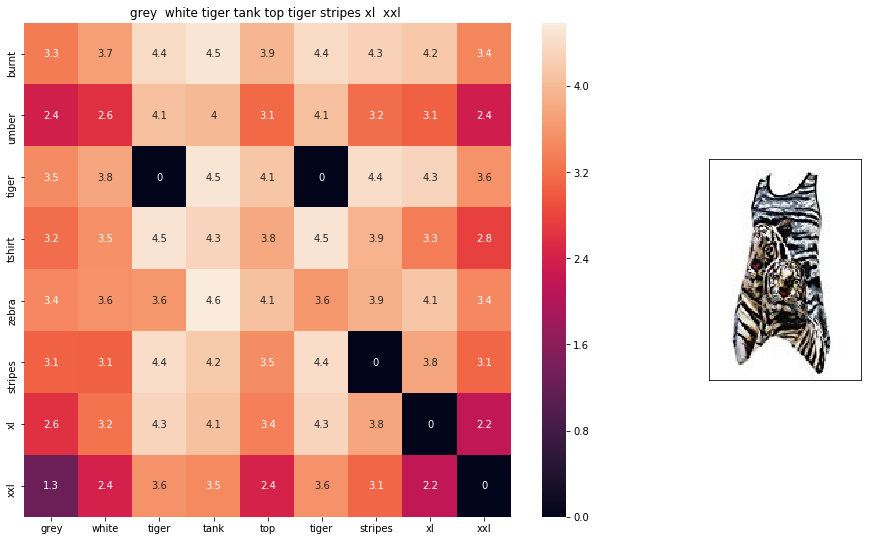 grey  white tiger tank top tiger stripes xl  xxl
burnt 3.3 3.7 4.4 4.5 3.9 4.4 4.3 4.2 3.4
umber 2.4 2.6 4.1 4 3.1 4.1 3.2 3.1 2.4
tiger 3.5 3.8 0 4.5 4.1 0 4.4 4.3 3.6
tshirt 3.2 3.5 4.5 4.3 3.8 4.5 3.9 3.3 2.8
zebra 3.4 3.6 3.6 4.6 4.1 3.6 3.9 4.1 3.4
stripes 3.1 3.1 4.4 4.2 3.5 4.4 0 3.8 3.1
xl 2.6 3.2 4.3 4.1 3.4 4.3 3.8 0 2.2
xxl 1.3 2.4 3.6 3.5 2.4 3.6 3.1 2.2 0
grey white tiger tank top tiger stripes xl xxl
4.0
3.2
2.4
1.6
0.8
0.0